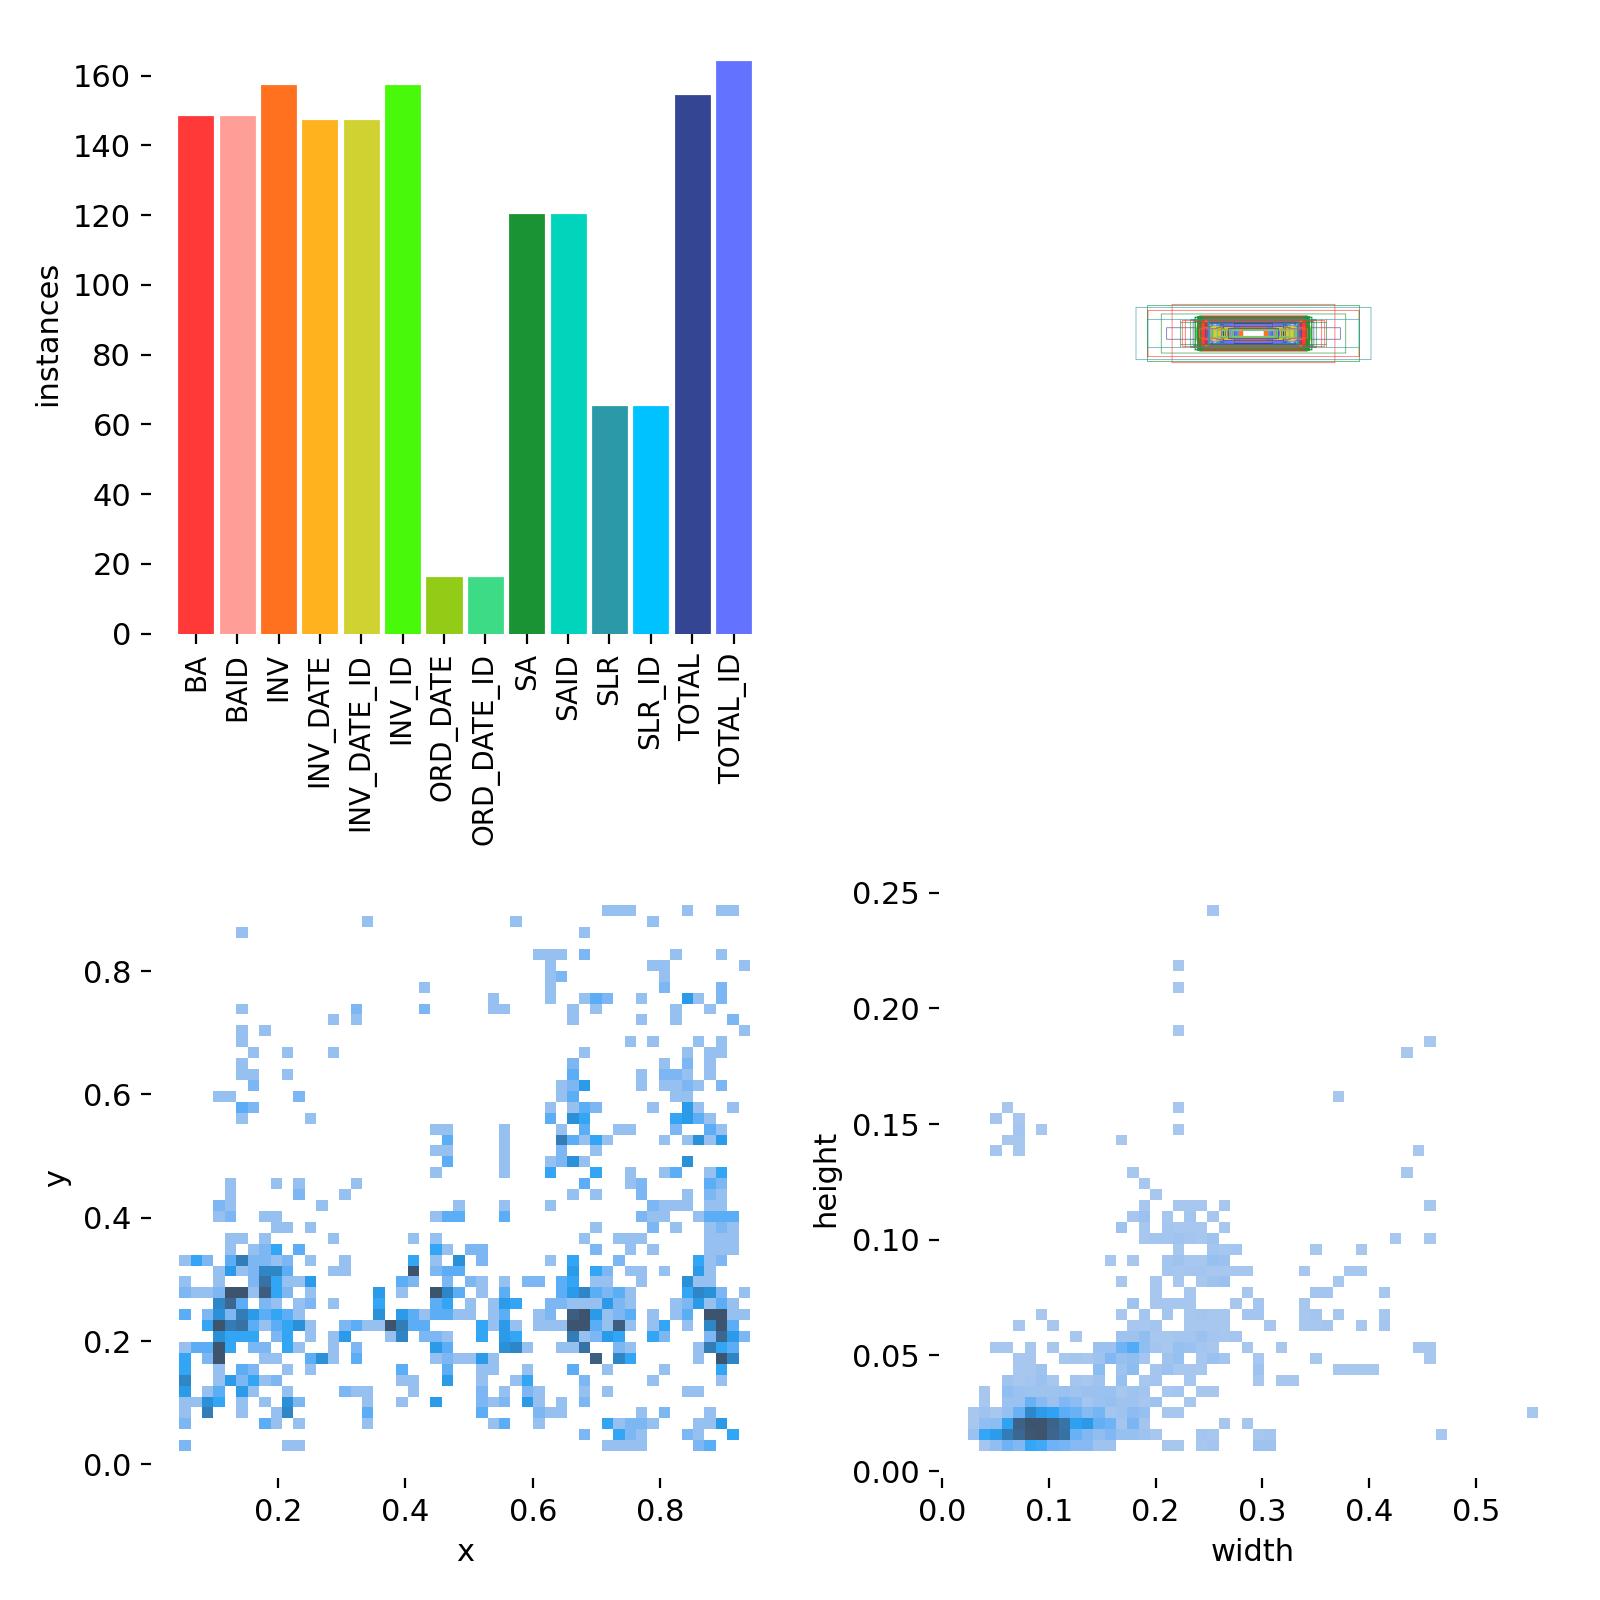 160
140
120
100
80
60
40
20
0
instances
BA
BAID
INV
INV_DATE
INV_DATE_ID
INV_ID
ORD_DATE
ORD_DATE_ID
SA
SAID
SLR
SLR_ID
TOTAL
TOTAL_ID
0.8
0.6
0.4
0.2
0.0
y
0.2 0.4 0.6 0.8
x
0.25
0.20
0.15
0.10
0.05
0.00
height
0.0 0.1 0.2 0.3 0.4 0.5
width